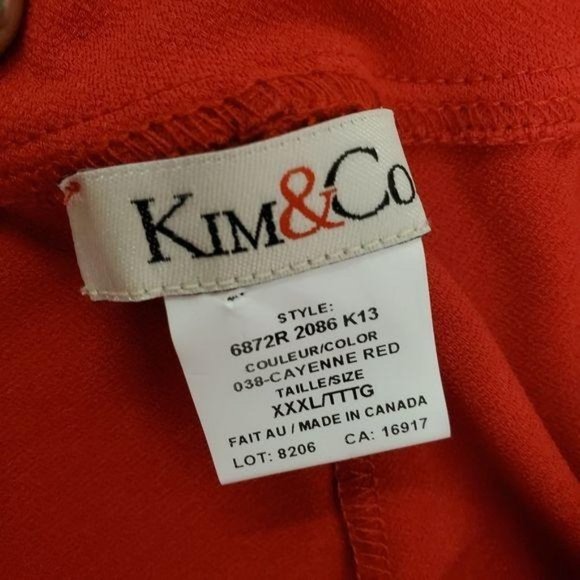 KIM&CO
STYLE:
6872R 2086 K13
COULEUR/COLOR
038-CAYENNE RED
TAILLE/SIZE
XXXL/TTTG
FAIT AU / MADE IN CANADA
LOT: 8206 CA: 16917